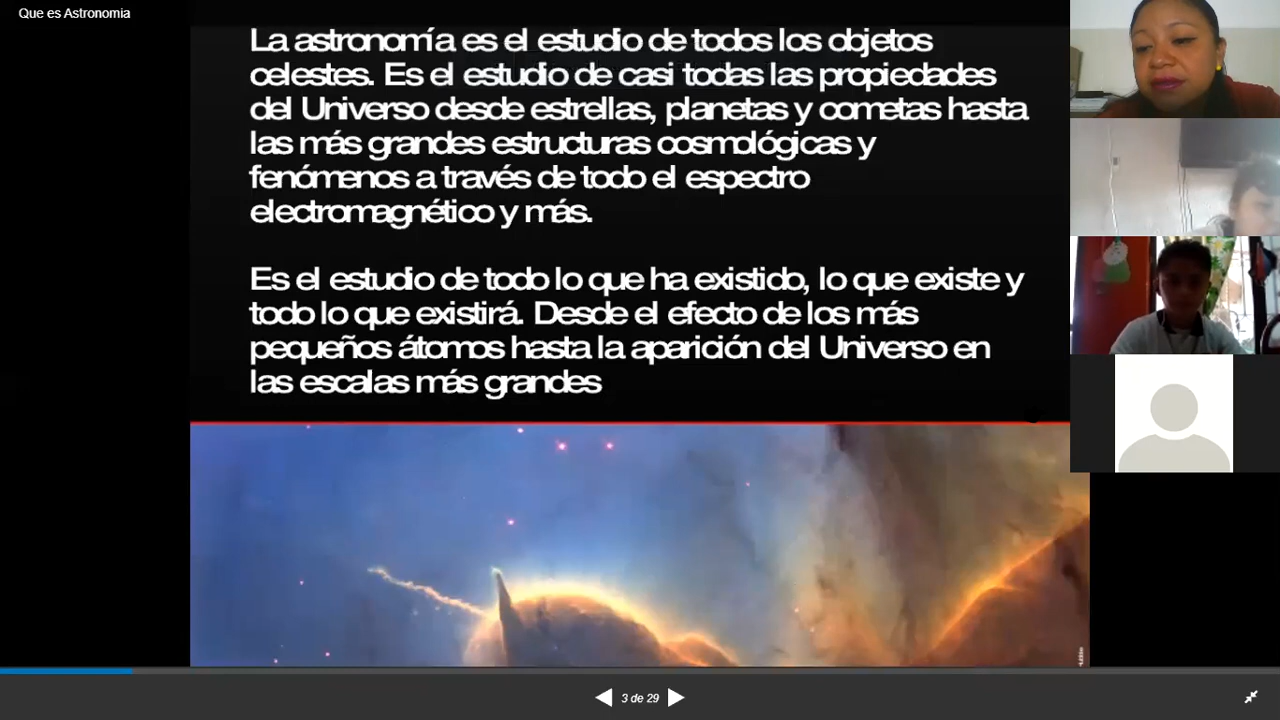 Que es Astronomia
La astronomía es el estudio de todos los objetos
celestes. Es el estudio de casi todas las propiedades
del Universo desde estrellas, planetas y cometas hasta
las más grandes estructuras cosmológicas y
fenómenos a través de todo el espectro
electromagnético y más.
Es el estudio de todo lo que ha existido, lo que existe y
todo lo que existirá. Desde el efecto de los más
pequeños átomos hasta la aparición del Universo en
las escalas más grandes
3 de 29